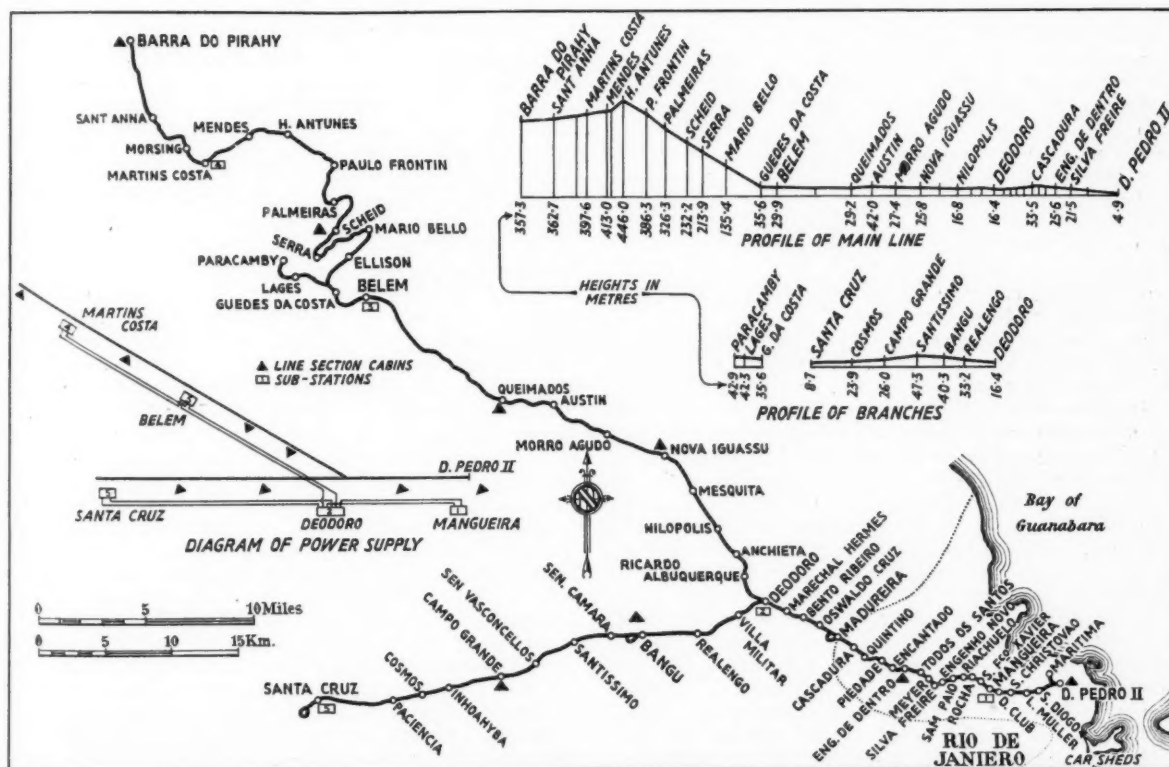 BARRA DO PIRAHY
SANT ANNA
MORSING
MENDES
H. ANTUNES
MARTINS COSTA
4
PAULO FRONTIN
PALMEIRAS
SCHEID
SERRA
MARIO BELLO
PARACAMBY
ELLISON
LAGES
GUEDES DA COSTA
BELEM
3
QUEIMADOS
AUSTIN
MORRO AGUDO
NOVA IGUASSU
MESQUITA
NILOPOLIS
ANCHIETA
RICARDO
ALBUQUERQUE
DEODORO
MARECHAL HERMES
BENTO RIBEIRO
OSWALDO CRUZ
MADUREIRA
CASCADURA
QUINTINO
PIEDADE
ENCANTADO
ENG. DE DENTRO
TODOS OS SANTOS
MEYER
ENGENHO NOVO
SILVA FREIRE
RIACHUELO
SAM PAIO
ROCHA
S. FCO. XAVIER
MANGUEIRA
1
D. CLUB
S. CHRISTOVAO
L. MULLER
S. DIOGO
MARITIMA
D. PEDRO II
RIO DE
JANIERO
CAR SHEDS
Bay of
Guanabara
VILLA
MILITAR
REALENGO
BANGU
SEN. CAMARA
SANTISSIMO
SEN VASCONCELLOS
CAMPO GRANDE
INHOAHYBA
COSMOS
PACIENCIA
SANTA CRUZ
5
BARRA DO
PIRAHY
SANT ANNA
MARTINS COSTA
MENDES
H. ANTUNES
P. FRONTIN
PALMEIRAS
SCHEID
SERRA
MARIO BELLO
GUEDES DA COSTA
BELEM
QUEIMADOS
AUSTIN
MORRO AGUDO
NOVA IGUASSU
NILOPOLIS
DEODORO
CASCADURA
ENG. DE DENTRO
SILVA FREIRE
D. PEDRO II
357·3
362·7
397·6
413·0
446·0
386·3
326·3
232·2
213·9
135·4
35·6
29·9
29·2
42·0
27·4
25·8
16·8
16·4
33·5
25·6
21·5
4·9
PROFILE OF MAIN LINE
HEIGHTS IN
METRES
PARACAMBY
LAGES
G. DA COSTA
42·9
42·3
35·6
SANTA CRUZ
COSMOS
CAMPO GRANDE
SANTISSIMO
BANGU
REALENGO
DEODORO
8·7
23·9
26·0
47·3
40·3
33·2
16·4
PROFILE OF BRANCHES
LINE SECTION CABINS
1 SUB-STATIONS
MARTINS
COSTA
4
BELEM
D. PEDRO II
5
SANTA CRUZ
2
DEODORO
1
MANGUEIRA
DIAGRAM OF POWER SUPPLY
0 5 10 Miles
0 5 10 15 Km.